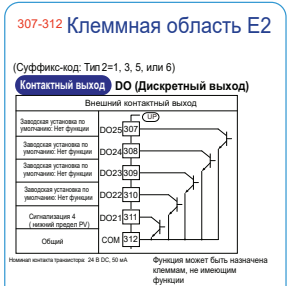 307-312 Клеммная область E2
(Суффикс-код: Тип 2=1, 3, 5, или 6)
Контактный выход DO (Дискретный выход)
Внешний контактный выход
UP
Заводская установка по
умолчанию: Нет функции
DO25 307
Заводская установка по
умолчанию: Нет функции
DO24 308
Заводская установка по
умолчанию: Нет функции
DO23 309
Заводская установка по
умолчанию: Нет функции
DO22 310
Сигнализация 4
( нижний предел PV)
DO21 311
Общий
COM 312
Номинал контакта транзистора: 24 В DC, 50 мА
Функция может быть назначена
клеммам, не имеющим
функции